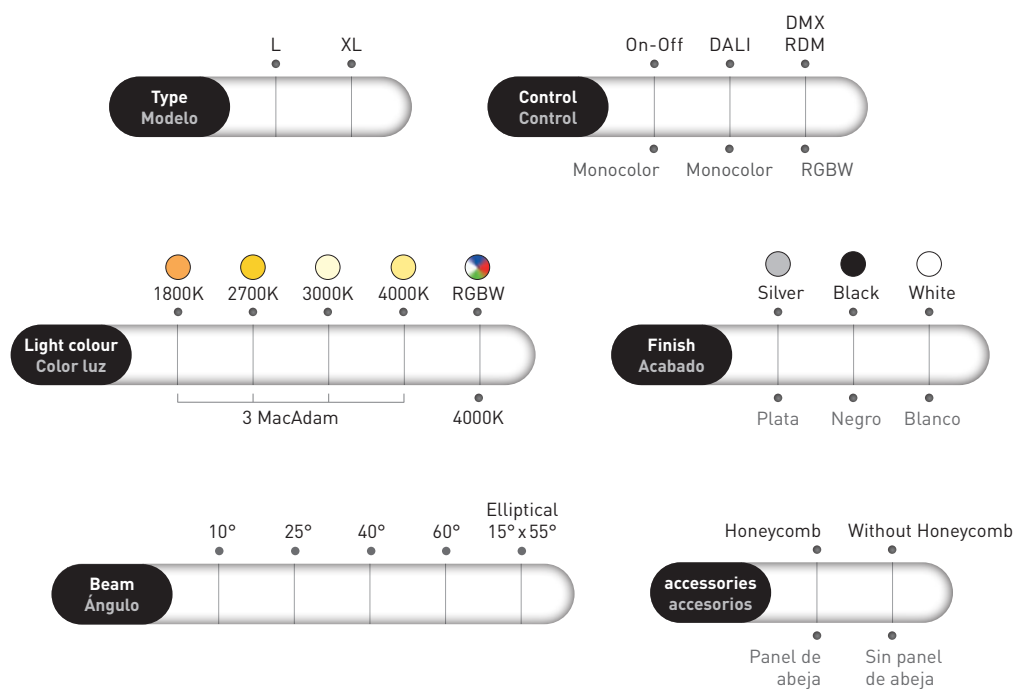 L XL
Type
Modelo
DMX
On-Off DALI RDM
Control
Control
Monocolor Monocolor RGBW
1800K 2700K 3000K 4000K RGBW
Light colour
Color luz
3 MacAdam 4000K
Silver Black White
Finish
Acabado
Plata Negro Blanco
Elliptical
10° 25° 40° 60° 15° x 55°
Beam
Ángulo
Honeycomb Without Honeycomb
accessories
accesorios
Panel de Sin panel
abeja de abeja